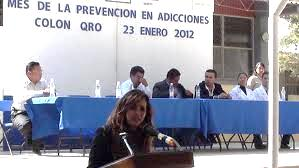 MES DE LA PREVENCION EN ADICCIONES
COLON QRO 23 ENERO 2012